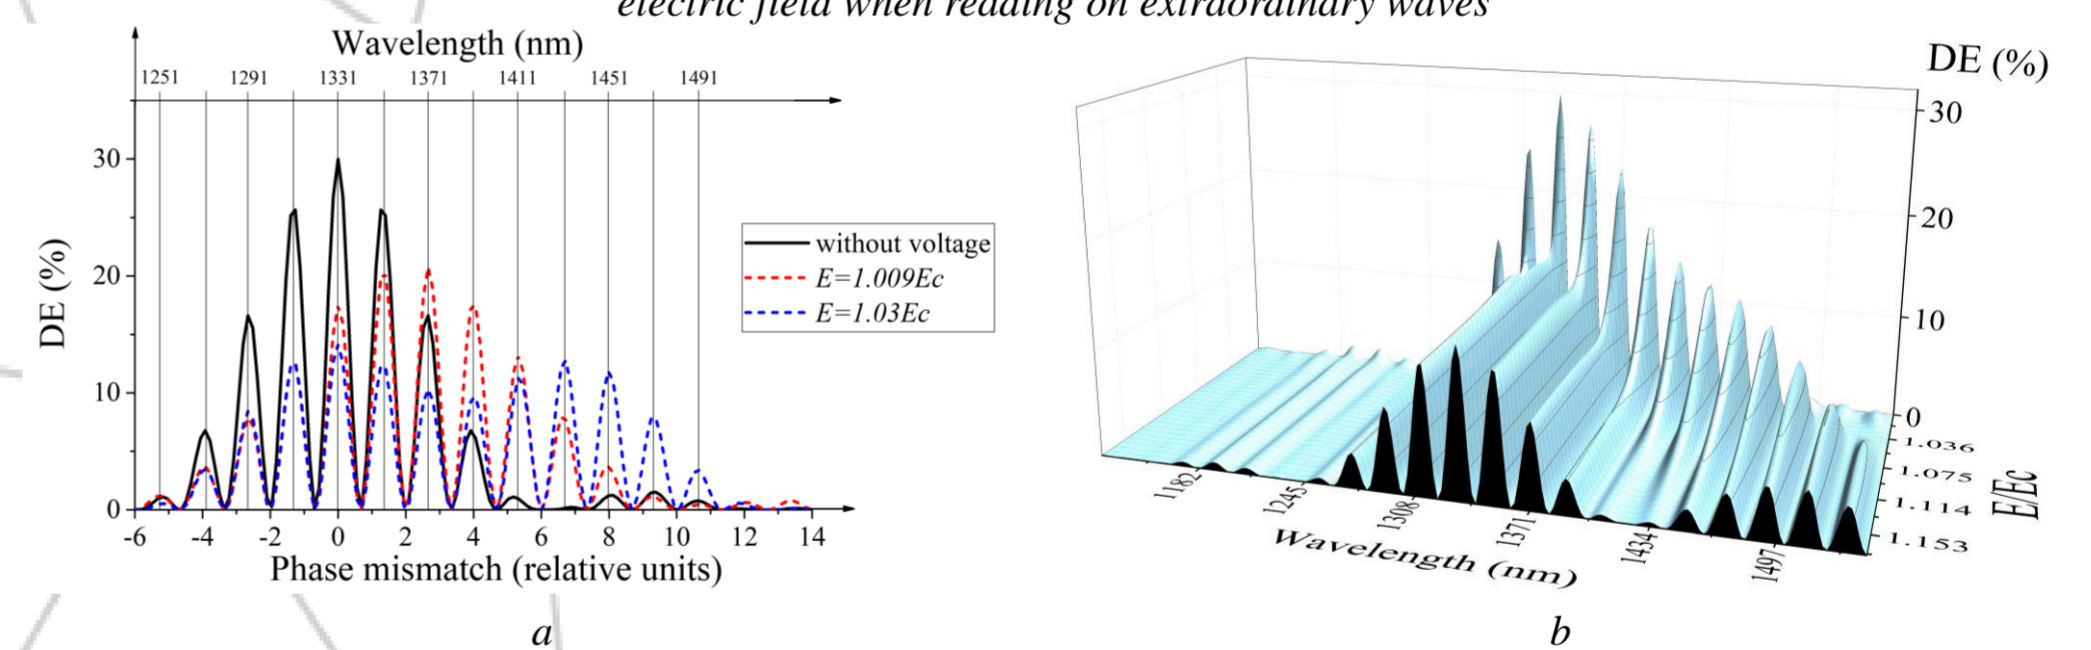 electric field when reading on extraordinary waves
Wavelength (nm)
1251 1291 1331 1371 1411 1451 1491
DE (%)
30
20
10
0
-6 -4 -2 0 2 4 6 8 10 12 14
Phase mismatch (relative units)
without voltage
E=1.009Ec
E=1.03Ec
a
DE (%)
30
20
10
0
1.036
1.075
1.114
1.153
E/Ec
1182 1245 1308 1371 1434 1497
Wavelength (nm)
b